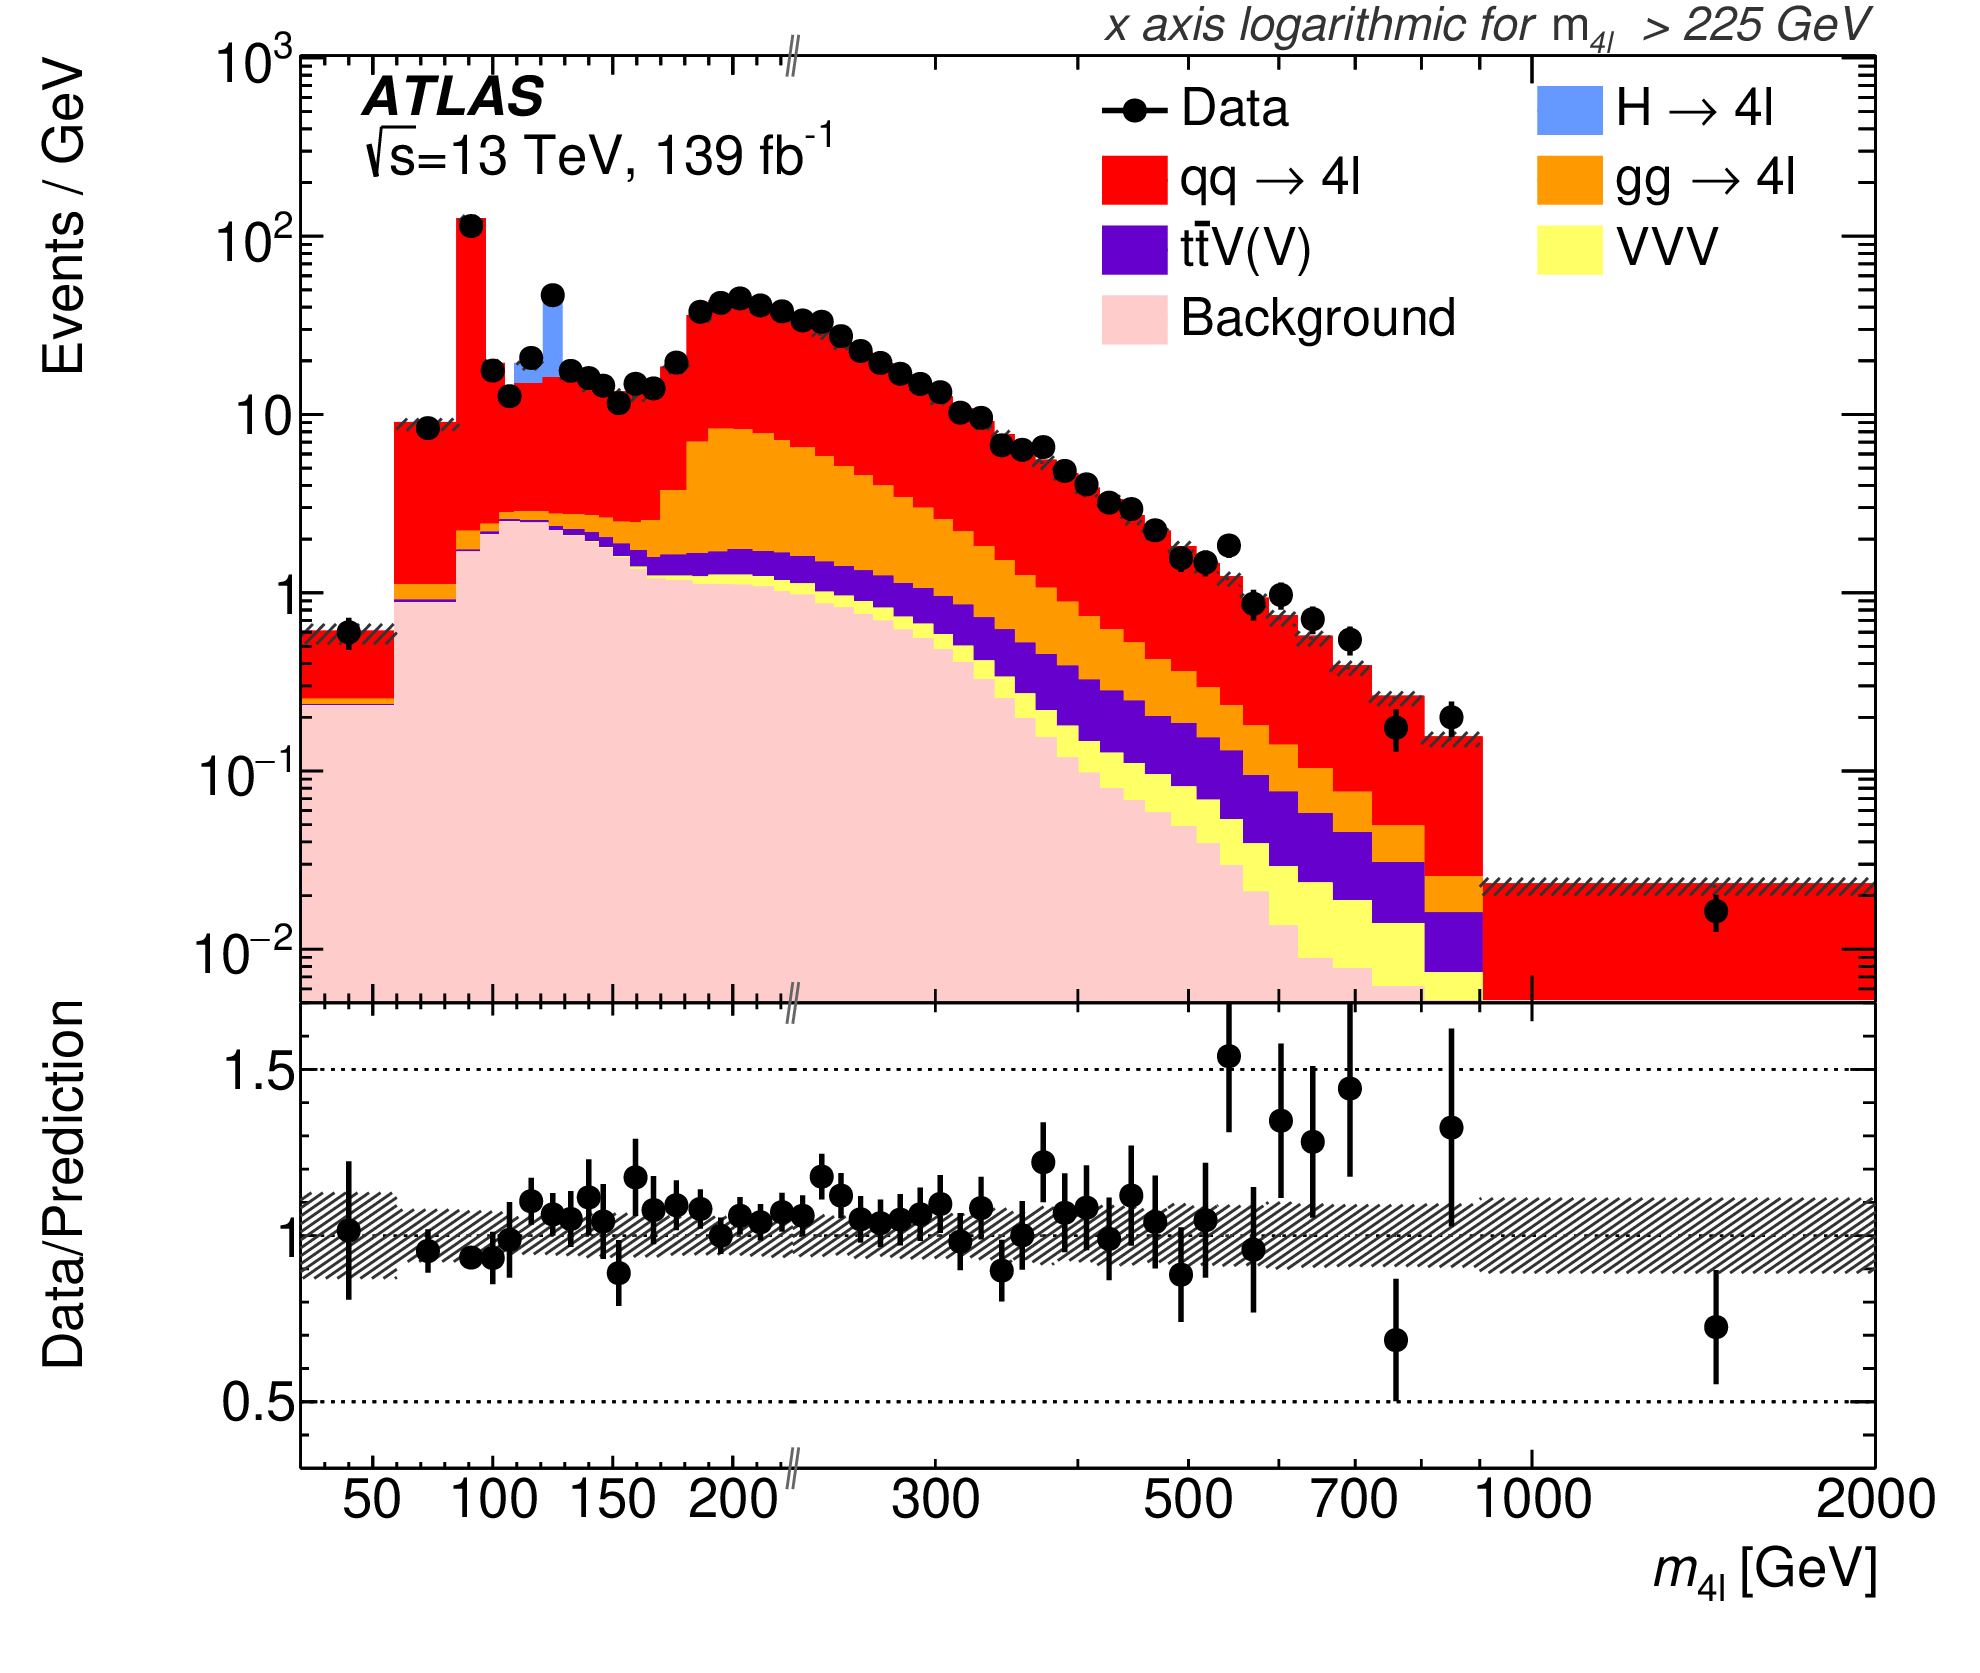 x axis logarithmic for m4l > 225 GeV
Events / GeV
10³
10²
10
1
10⁻¹
10⁻²
ATLAS
√s=13 TeV, 139 fb⁻¹
Data
H → 4l
qq → 4l
gg → 4l
tt̄V(V)
VVV
Background
Data/Prediction
1.5
1
0.5
50 100 150 200 300 500 700 1000 2000
m4l [GeV]